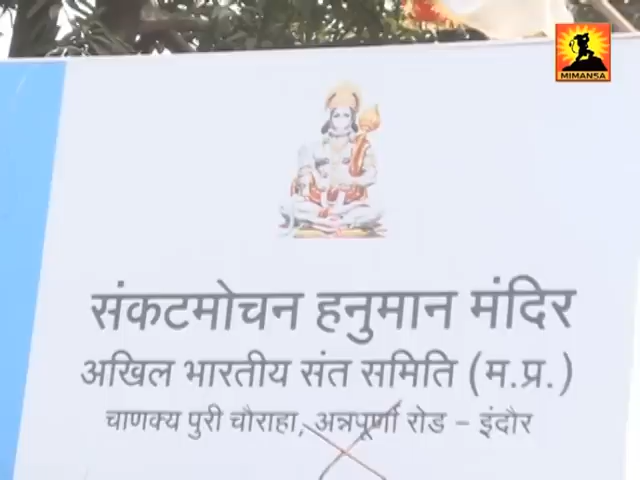 MIMANSA
संकटमोचन हनुमान मंदिर
अखिल भारतीय संत समिति (म.प्र.)
चाणक्य पुरी चौराहा, अन्नपूर्णा रोड - इंदौर